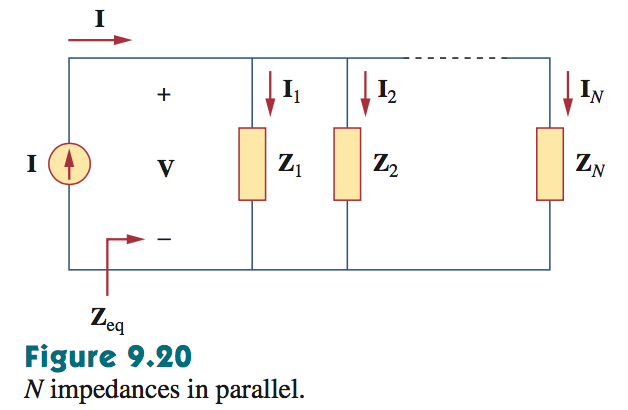 I
+
I1
I2
IN
I
V
Z1
Z2
ZN
−
Zeq
Figure 9.20
N impedances in parallel.